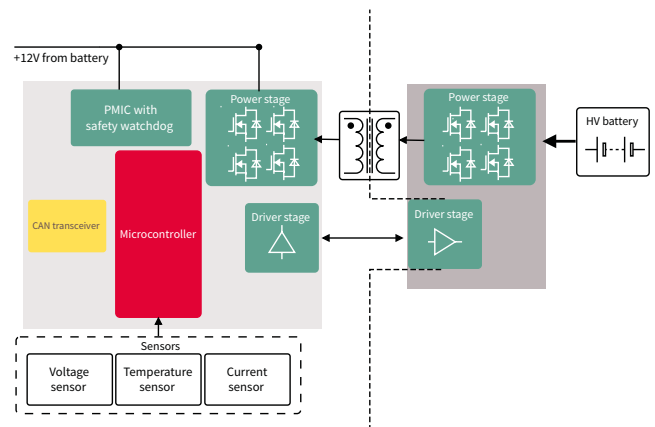 +12V from battery
PMIC with
safety watchdog
Power stage
Power stage
HV battery
CAN transceiver
Microcontroller
Driver stage
Driver stage
Sensors
Voltage
sensor
Temperature
sensor
Current
sensor